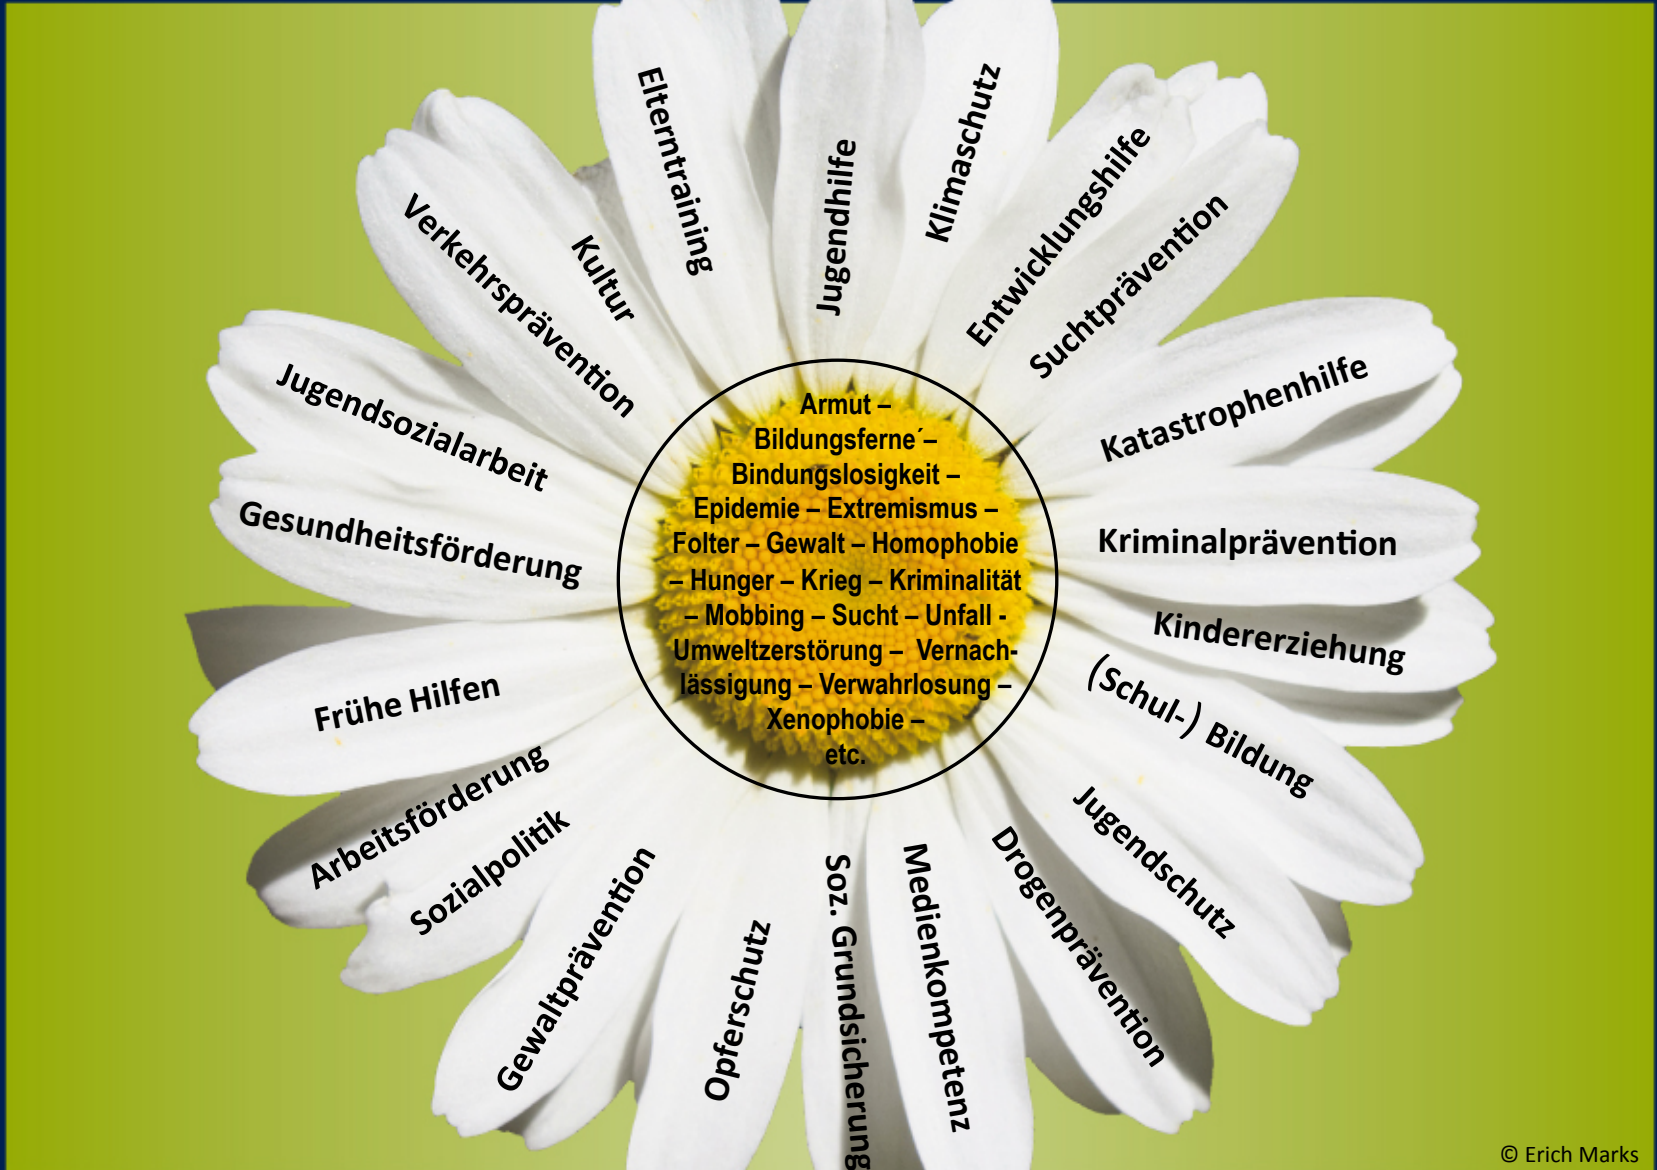 Elterntraining
Jugendhilfe
Klimaschutz
Entwicklungshilfe
Suchtprävention
Katastrophenhilfe
Kriminalprävention
Kindererziehung
(Schul-) Bildung
Jugendschutz
Drogenprävention
Medienkompetenz
Soz. Grundsicherung
Opferschutz
Gewaltprävention
Sozialpolitik
Arbeitsförderung
Frühe Hilfen
Gesundheitsförderung
Jugendsozialarbeit
Verkehrsprävention
Kultur
Armut –
Bildungsferne´–
Bindungslosigkeit –
Epidemie – Extremismus –
Folter – Gewalt – Homophobie
– Hunger – Krieg – Kriminalität
– Mobbing – Sucht – Unfall -
Umweltzerstörung – Vernach-
lässigung – Verwahrlosung –
Xenophobie –
etc.
© Erich Marks